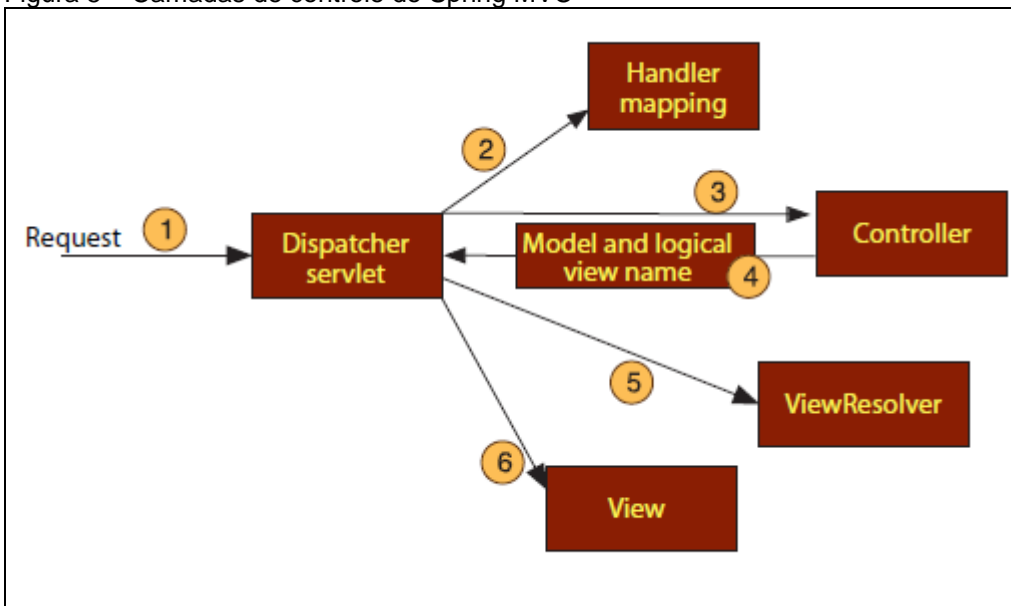 Handler
mapping
2
3
Request
1
Dispatcher
servlet
Model and logical
view name
4
Controller
5
ViewResolver
6
View